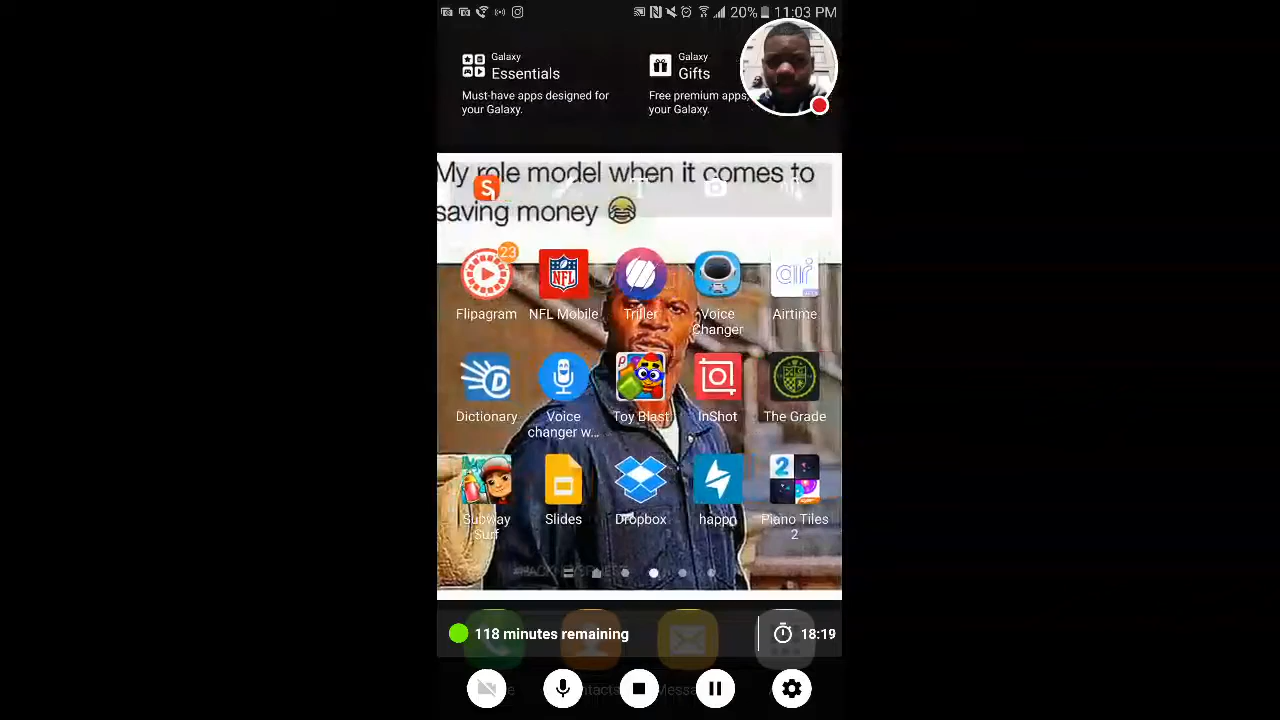 20% 11:03 PM
Galaxy
Essentials
Must-have apps designed for
your Galaxy.
Galaxy
Gifts
Free premium apps,
your Galaxy.
My role model when it comes to
saving money 😂
23
Flipagram
NFL Mobile
Triller
Voice
Changer
Airtime
Dictionary
Voice
changer w...
Toy Blast
InShot
The Grade
Subway
Surf
Slides
Dropbox
happn
Piano Tiles
2
118 minutes remaining
18:19